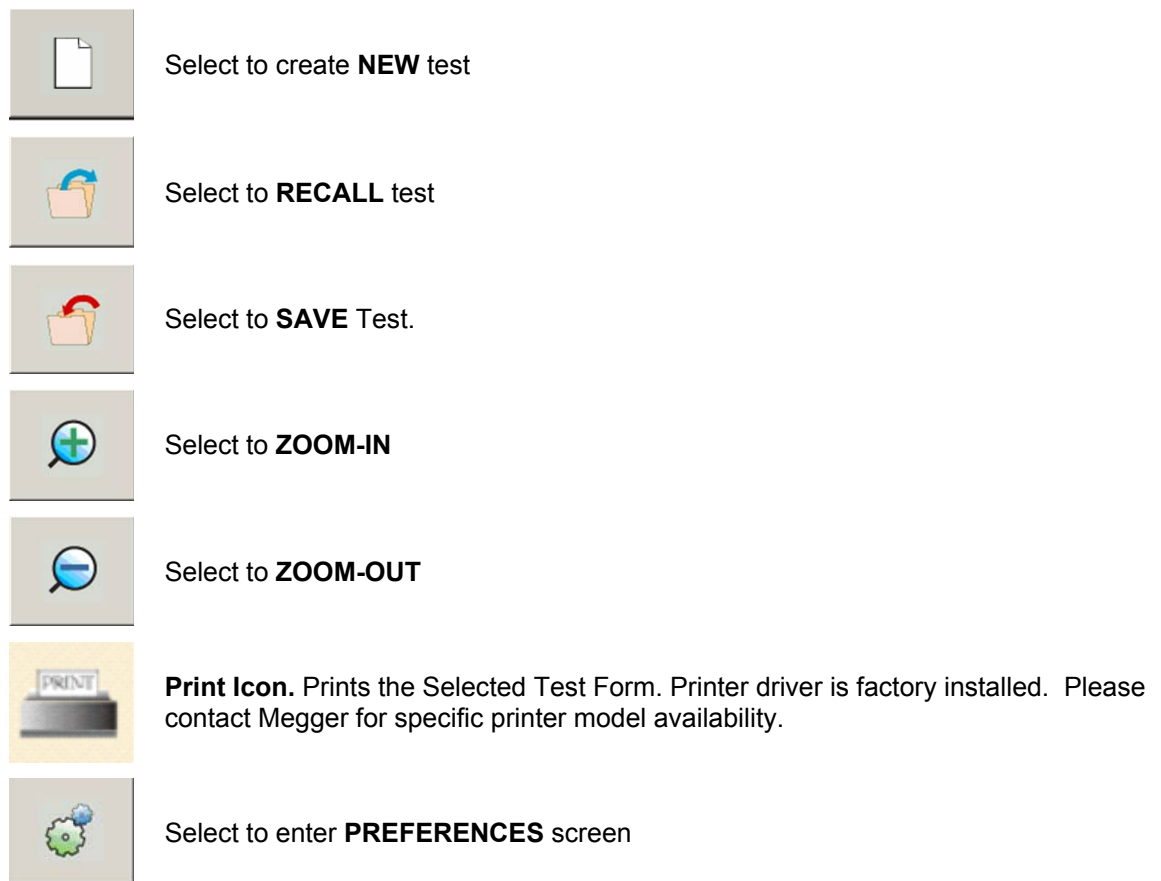 Select to create NEW test
Select to RECALL test
Select to SAVE Test.
Select to ZOOM-IN
Select to ZOOM-OUT
PRINT
Print Icon. Prints the Selected Test Form. Printer driver is factory installed.  Please
contact Megger for specific printer model availability.
Select to enter PREFERENCES screen